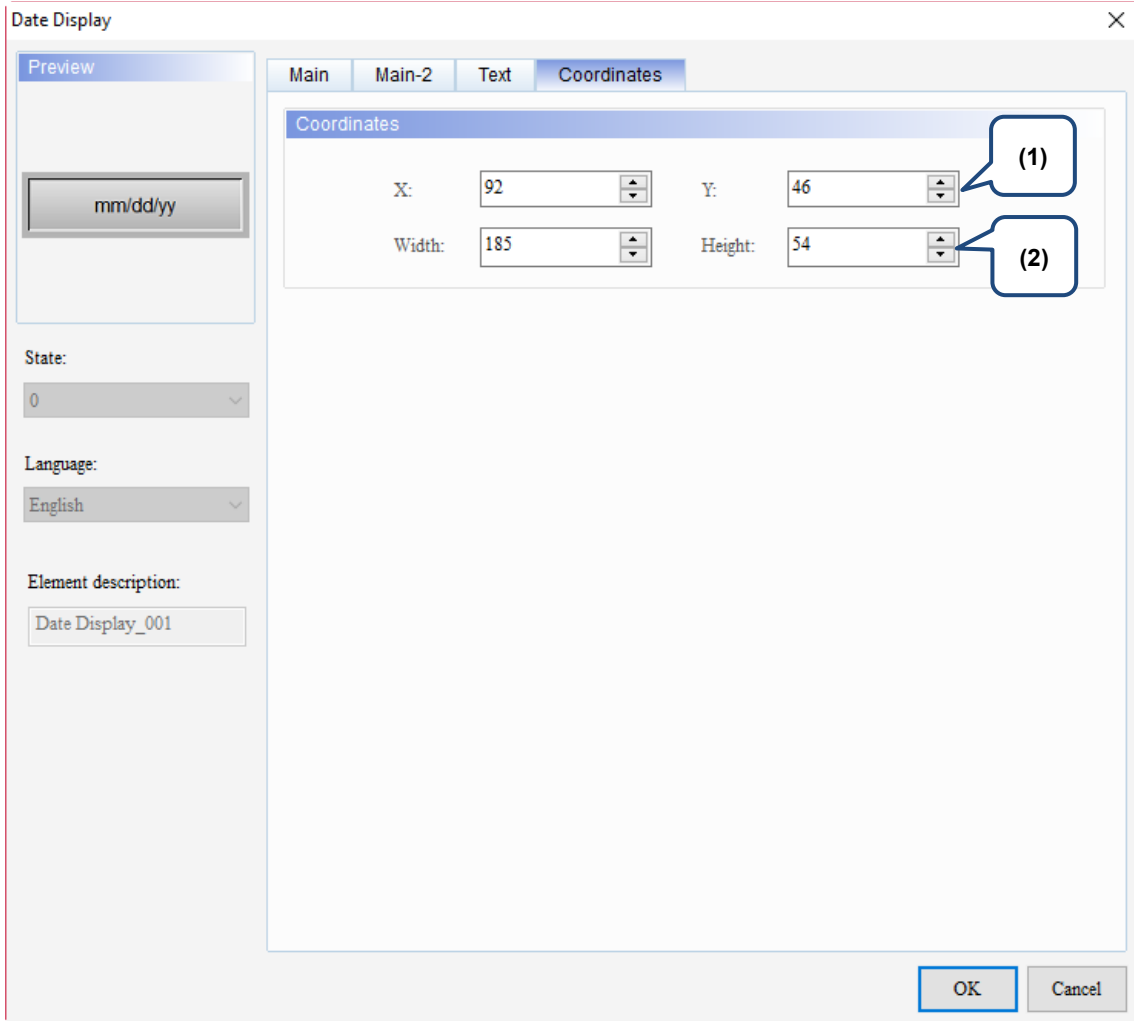 Date Display
Preview
mm/dd/yy
State:
0
Language:
English
Element description:
Date Display_001
Main Main-2 Text Coordinates
Coordinates
X: 92 Y: 46 (1)
Width: 185 Height: 54 (2)
OK Cancel